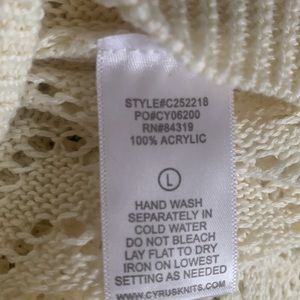 STYLE#C252218
PO#CY06200
RN#84319
100% ACRYLIC
L
HAND WASH
SEPARATELY IN
COLD WATER
DO NOT BLEACH
LAY FLAT TO DRY
IRON ON LOWEST
SETTING AS NEEDED
WWW.CYRUSKNITS.COM